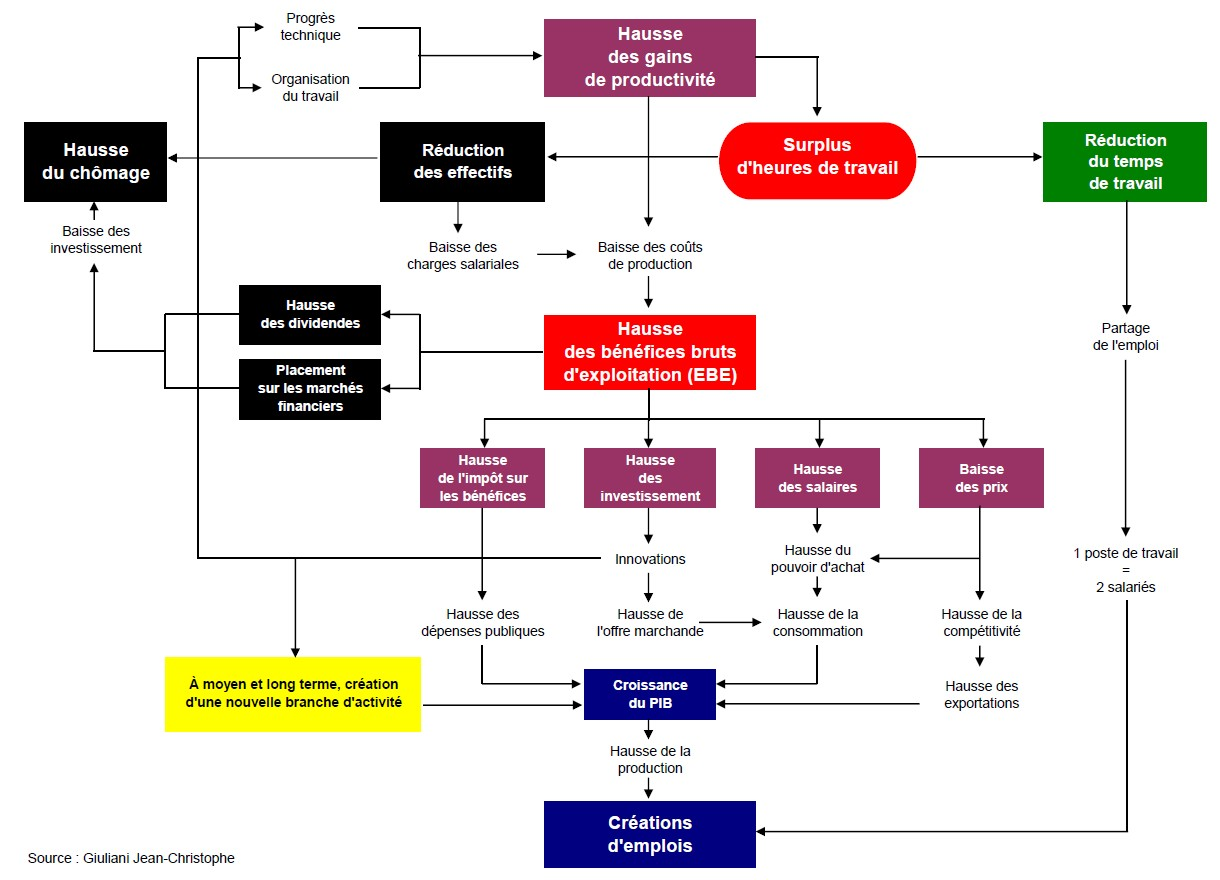 Progrès
technique
Organisation
du travail
Hausse
des gains
de productivité
Hausse
du chômage
Réduction
des effectifs
Surplus
d'heures de travail
Réduction
du temps
de travail
Baisse des
investissement
Baisse des
charges salariales
Baisse des coûts
de production
Hausse
des dividendes
Placement
sur les marchés
financiers
Hausse
des bénéfices bruts
d'exploitation (EBE)
Partage
de l'emploi
Hausse
de l'impôt sur
les bénéfices
Hausse
des
investissement
Hausse
des salaires
Baisse
des prix
Innovations
Hausse du
pouvoir d'achat
1 poste de travail
=
2 salariés
Hausse des
dépenses publiques
Hausse de
l'offre marchande
Hausse de la
consommation
Hausse de la
compétitivité
À moyen et long terme, création
d'une nouvelle branche d'activité
Croissance
du PIB
Hausse des
exportations
Hausse de la
production
Créations
d'emplois
Source : Giuliani Jean-Christophe